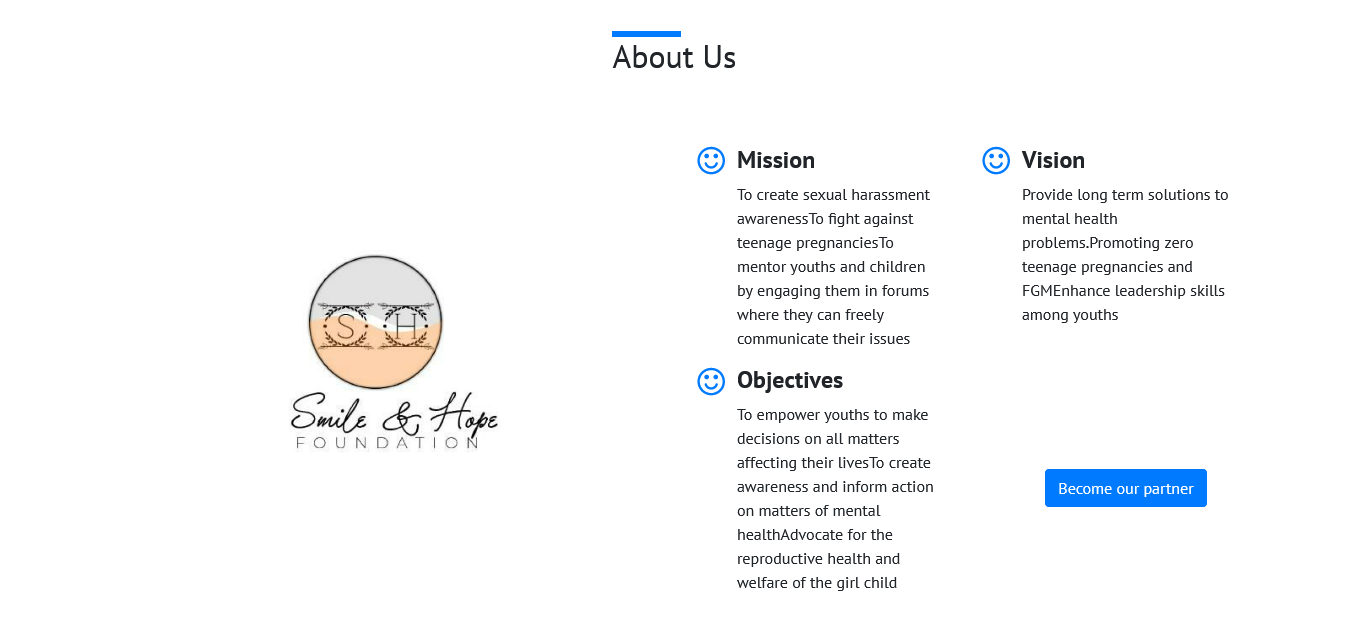 About Us
S H
Smile & Hope
FOUNDATION
Mission
To create sexual harassment
awarenessTo fight against
teenage pregnanciesTo
mentor youths and children
by engaging them in forums
where they can freely
communicate their issues
Vision
Provide long term solutions to
mental health
problems.Promoting zero
teenage pregnancies and
FGMEnhance leadership skills
among youths
Objectives
To empower youths to make
decisions on all matters
affecting their livesTo create
awareness and inform action
on matters of mental
healthAdvocate for the
reproductive health and
welfare of the girl child
Become our partner